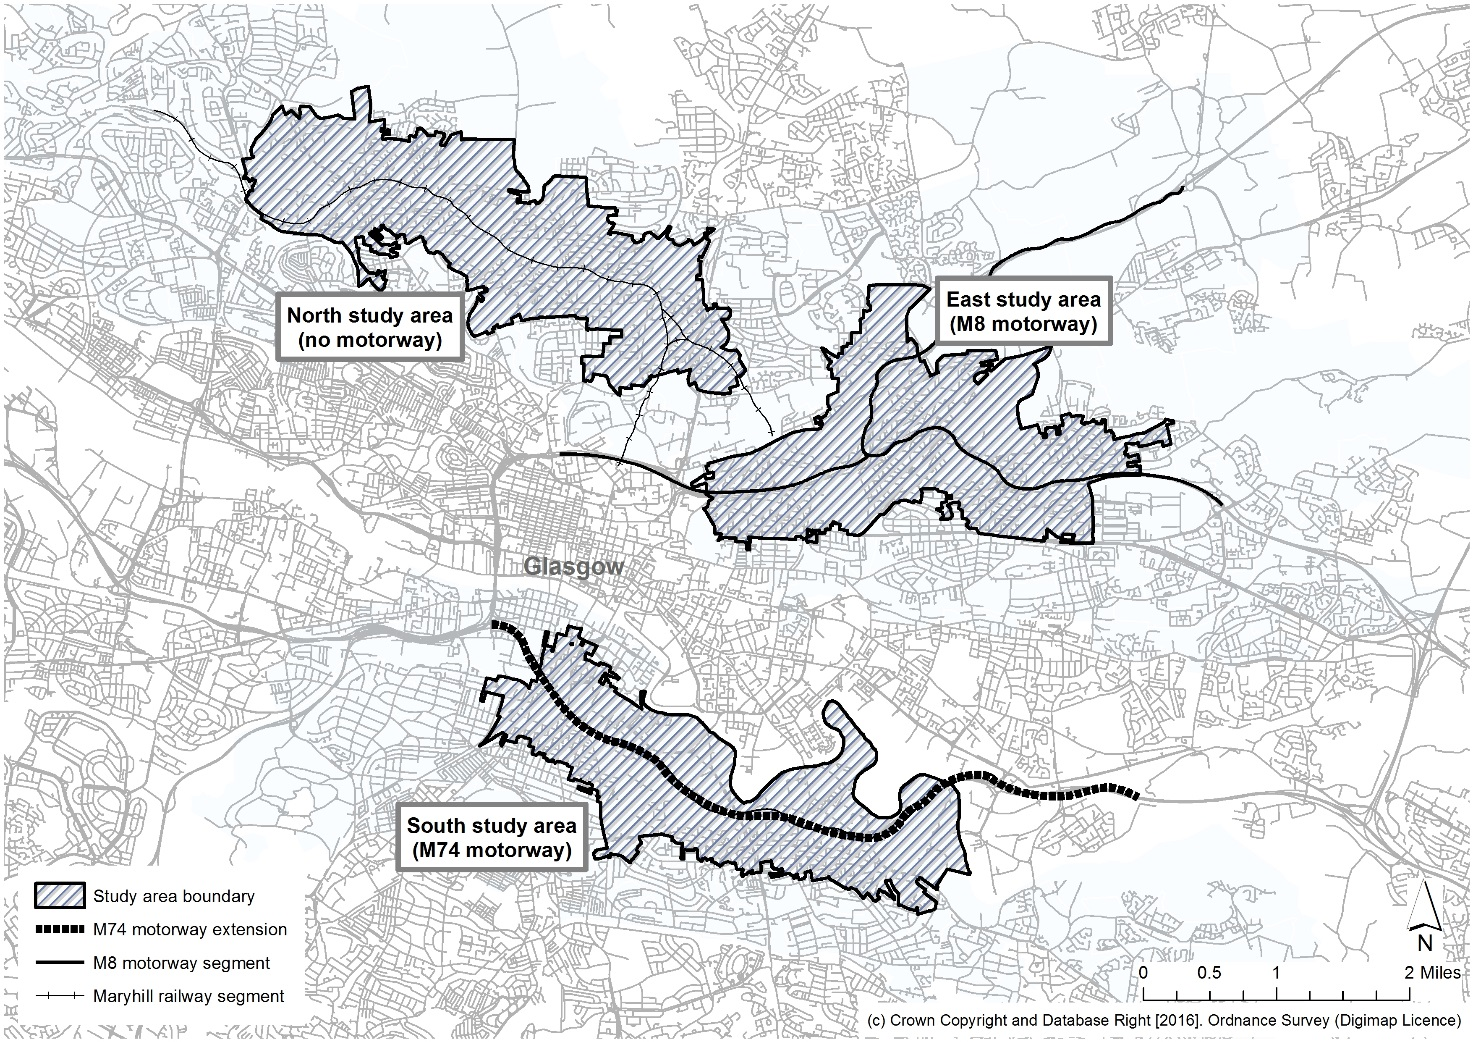 North study area
(no motorway)
East study area
(M8 motorway)
Glasgow
South study area
(M74 motorway)
Study area boundary
M74 motorway extension
M8 motorway segment
Maryhill railway segment
N
0 0.5 1 2 Miles
(c) Crown Copyright and Database Right [2016]. Ordnance Survey (Digimap Licence)